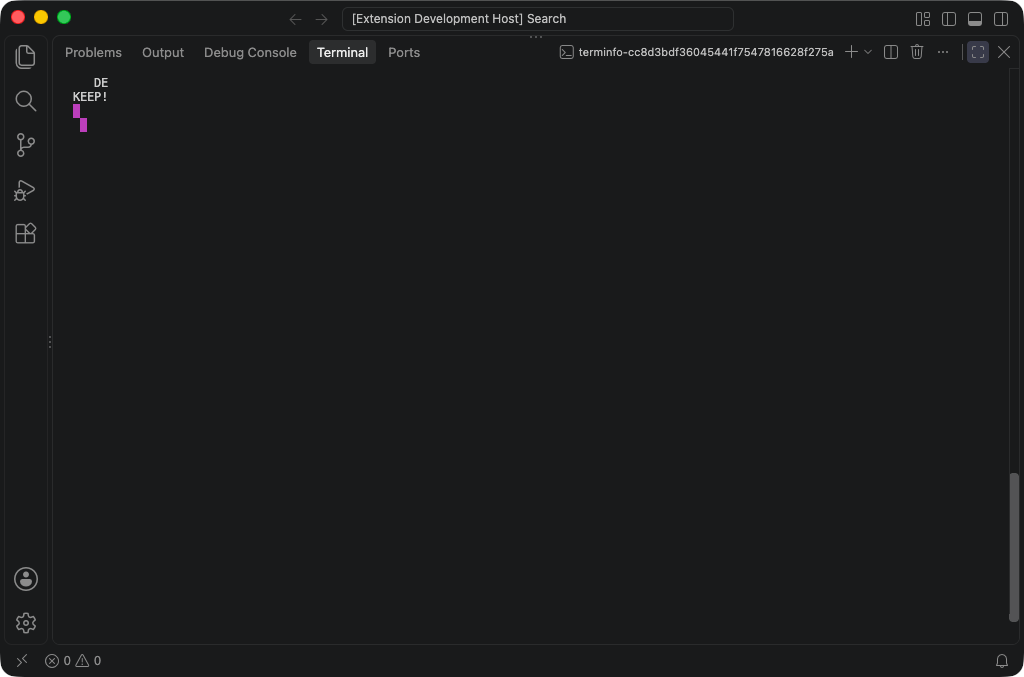 [Extension Development Host] Search
Problems Output Debug Console Terminal Ports
terminfo-cc8d3bdf36045441f7547816628f275a
DE
KEEP!
0 0